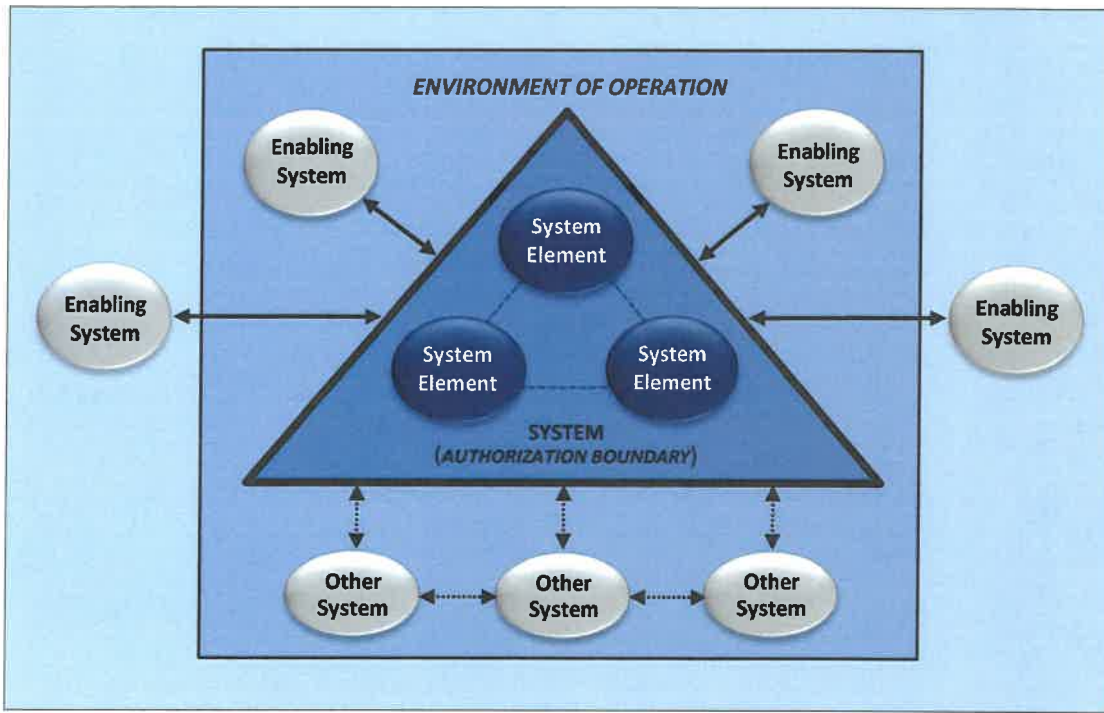 ENVIRONMENT OF OPERATION
Enabling
System
Enabling
System
System
Element
Enabling
System
Enabling
System
System
Element
System
Element
SYSTEM
(AUTHORIZATION BOUNDARY)
Other
System
Other
System
Other
System